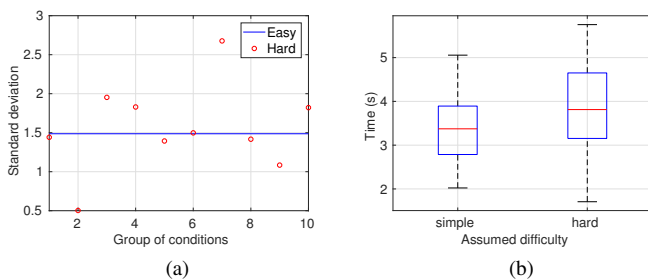 3
2.5
2
1.5
1
0.5
Standard deviation
Easy
Hard
2 4 6 8 10
Group of conditions
(a)
5
4
3
2
Time (s)
simple hard
Assumed difficulty
(b)